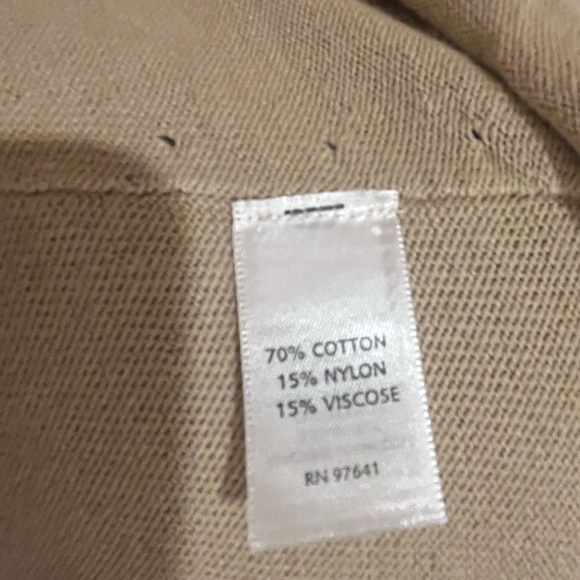 70% COTTON
15% NYLON
15% VISCOSE
RN 97641